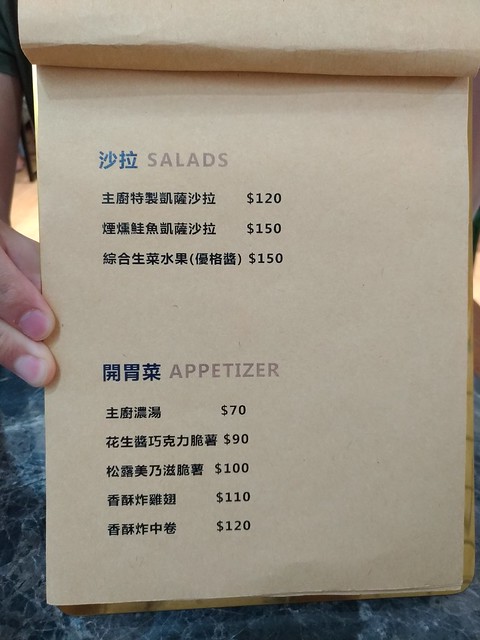 沙拉 SALADS
主廚特製凱薩沙拉 $120
煙燻鮭魚凱薩沙拉 $150
綜合生菜水果(優格醬) $150
開胃菜 APPETIZER
主廚濃湯 $70
花生醬巧克力脆薯 $90
松露美乃滋脆薯 $100
香酥炸雞翅 $110
香酥炸中卷 $120